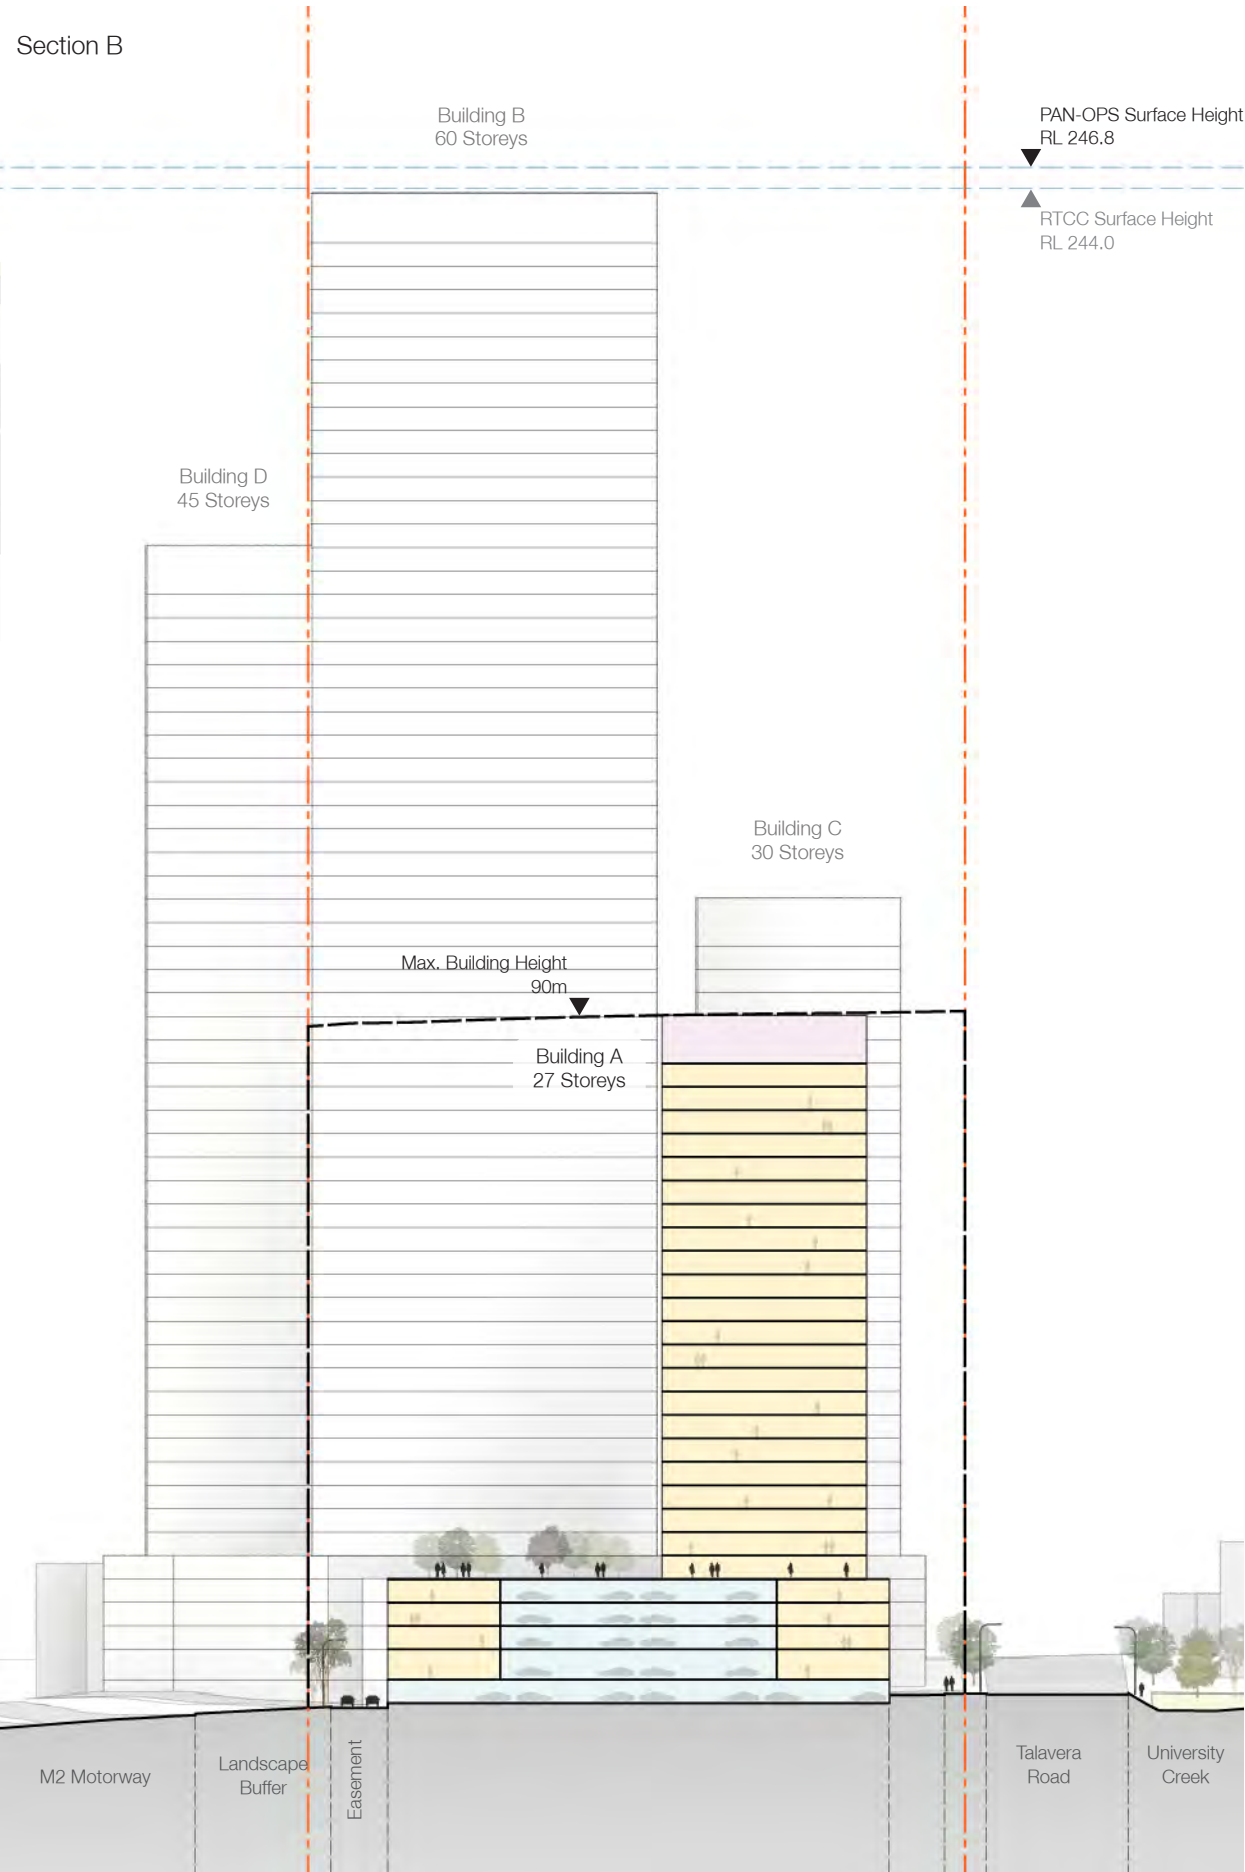 Section B
Building B
60 Storeys
PAN-OPS Surface Height
RL 246.8
RTCC Surface Height
RL 244.0
Building D
45 Storeys
Building C
30 Storeys
Max. Building Height
90m
Building A
27 Storeys
M2 Motorway
Landscape
Buffer
Easement
Talavera
Road
University
Creek